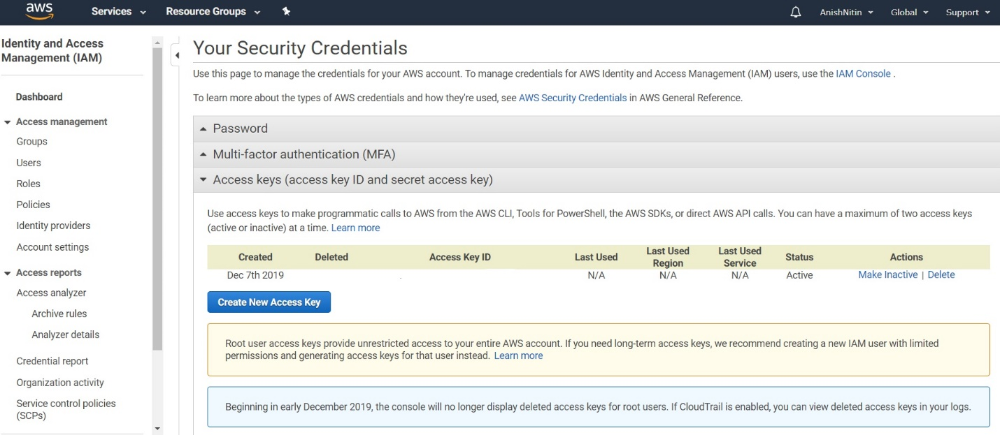 aws
Services
Resource Groups
AnishNitin
Global
Support
Identity and Access
Management (IAM)
Dashboard
Access management
Groups
Users
Roles
Policies
Identity providers
Account settings
Access reports
Access analyzer
Archive rules
Analyzer details
Credential report
Organization activity
Service control policies
(SCPs)
Your Security Credentials
Use this page to manage the credentials for your AWS account. To manage credentials for AWS Identity and Access Management (IAM) users, use the IAM Console .
To learn more about the types of AWS credentials and how they're used, see AWS Security Credentials in AWS General Reference.
Password
Multi-factor authentication (MFA)
Access keys (access key ID and secret access key)
Use access keys to make programmatic calls to AWS from the AWS CLI, Tools for PowerShell, the AWS SDKs, or direct AWS API calls. You can have a maximum of two access keys
(active or inactive) at a time. Learn more
Created Deleted Access Key ID Last Used Last Used Region Last Used Service Status Actions
Dec 7th 2019 N/A N/A N/A Active Make Inactive | Delete
Create New Access Key
Root user access keys provide unrestricted access to your entire AWS account. If you need long-term access keys, we recommend creating a new IAM user with limited
permissions and generating access keys for that user instead. Learn more
Beginning in early December 2019, the console will no longer display deleted access keys for root users. If CloudTrail is enabled, you can view deleted access keys in your logs.